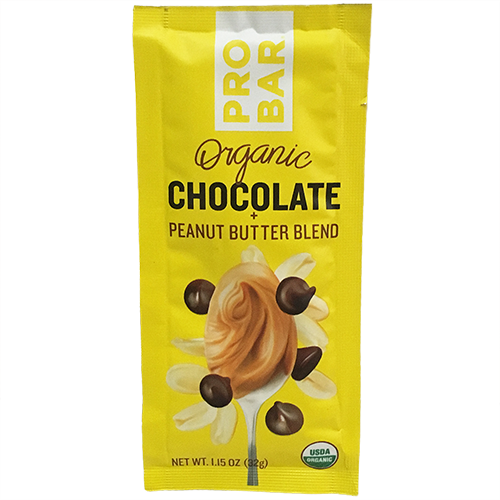 PRO
BAR
Organic
CHOCOLATE
+
PEANUT BUTTER BLEND
NET WT. 1.15 OZ (32g)
USDA
ORGANIC